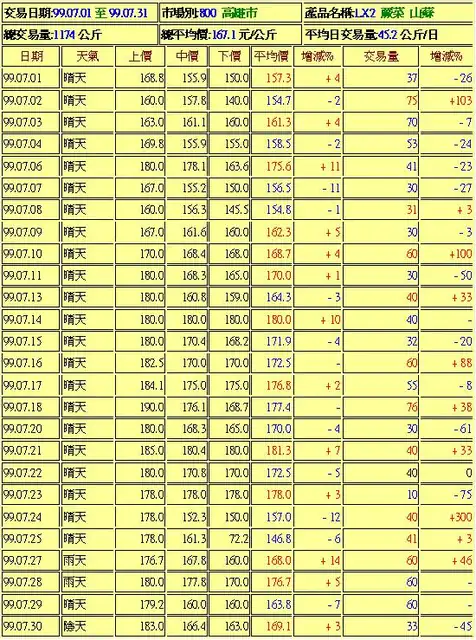 交易日期:99.07.01 至 99.07.31 市場別:800 高雄市 產品名稱:LX2 蕨菜 山蘇
總交易量:1174 公斤 總平均價:167.1 元/公斤 平均日交易量:45.2 公斤/日
日期 天氣 上價 中價 下價 平均價 增減% 交易量 增減%
99.07.01 晴天 168.8 155.9 150.0 157.3 + 4 37 -26
99.07.02 晴天 160.0 157.8 140.0 154.7 - 2 75 +103
99.07.03 晴天 163.0 161.1 160.0 161.3 + 4 70 - 7
99.07.04 晴天 169.8 155.9 155.0 158.5 - 2 53 -24
99.07.06 晴天 180.0 178.1 163.6 175.6 + 11 41 -23
99.07.07 晴天 167.0 155.2 150.0 156.5 - 11 30 -27
99.07.08 晴天 160.0 156.3 145.5 154.8 - 1 31 + 3
99.07.09 晴天 167.0 161.6 160.0 162.3 + 5 30 - 3
99.07.10 晴天 170.0 168.4 168.0 168.7 + 4 60 +100
99.07.11 晴天 180.0 168.3 165.0 170.0 + 1 30 -50
99.07.13 晴天 180.0 160.8 159.0 164.3 - 3 40 + 33
99.07.14 晴天 180.0 180.0 180.0 180.0 + 10 40 -
99.07.15 晴天 180.0 170.4 168.2 171.9 - 4 32 -20
99.07.16 晴天 182.5 170.0 170.0 172.5 - 60 + 88
99.07.17 晴天 184.1 175.0 175.0 176.8 + 2 55 - 8
99.07.18 晴天 190.0 176.1 168.7 177.4 - 76 + 38
99.07.20 晴天 180.0 168.3 165.0 170.0 - 4 30 -61
99.07.21 晴天 185.0 180.4 180.0 181.3 + 7 40 + 33
99.07.22 晴天 180.0 170.8 170.0 172.5 - 5 40 0
99.07.23 晴天 178.0 178.0 178.0 178.0 + 3 10 -75
99.07.24 晴天 178.0 152.3 150.0 157.0 - 12 40 +300
99.07.25 晴天 178.0 161.3 72.2 146.8 - 6 41 + 3
99.07.27 雨天 176.7 167.8 160.0 168.0 + 14 60 + 46
99.07.28 雨天 180.0 177.8 170.0 176.7 + 5 60 -
99.07.29 晴天 179.2 160.0 160.0 163.8 - 7 60 -
99.07.30 陰天 183.0 166.4 163.0 169.1 + 3 33 -45